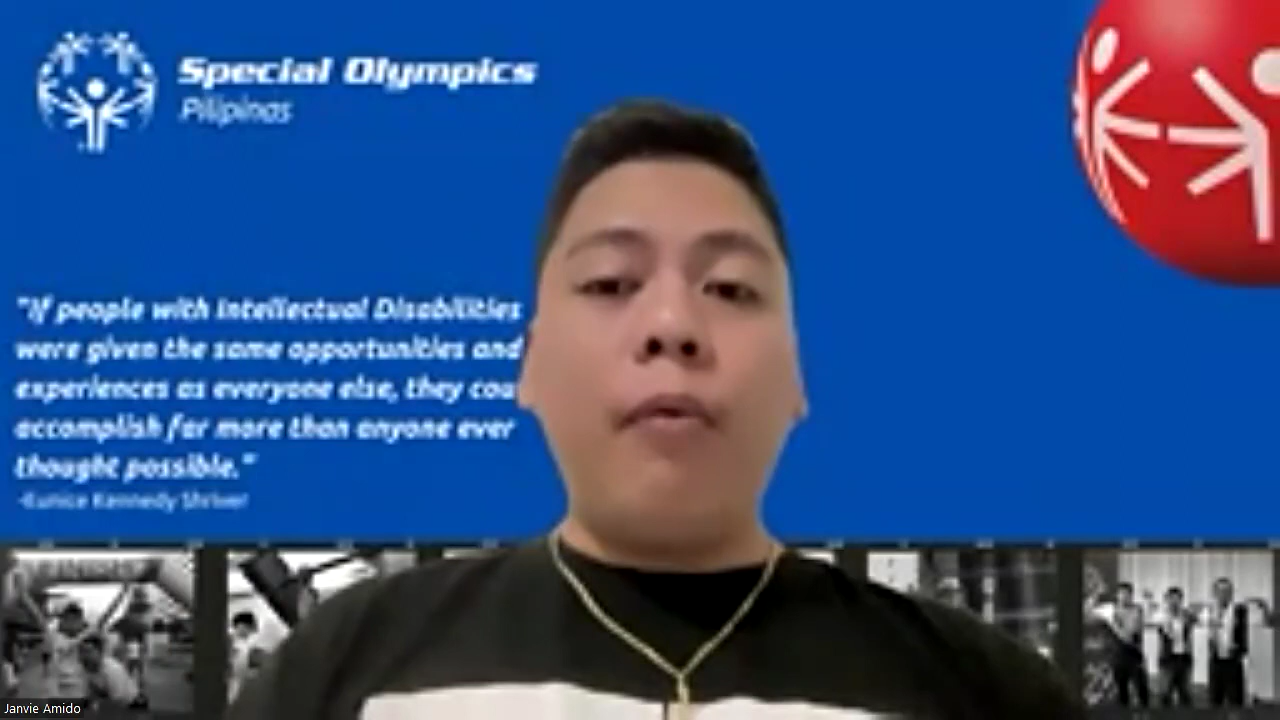 Special Olympics
Pilipinas
"If people with Intellectual Disabilities
were given the same opportunities and
experiences as everyone else, they cou
accomplish far more than anyone ever
thought possible."
-Eunice Kennedy Shriver
Janvie Amido